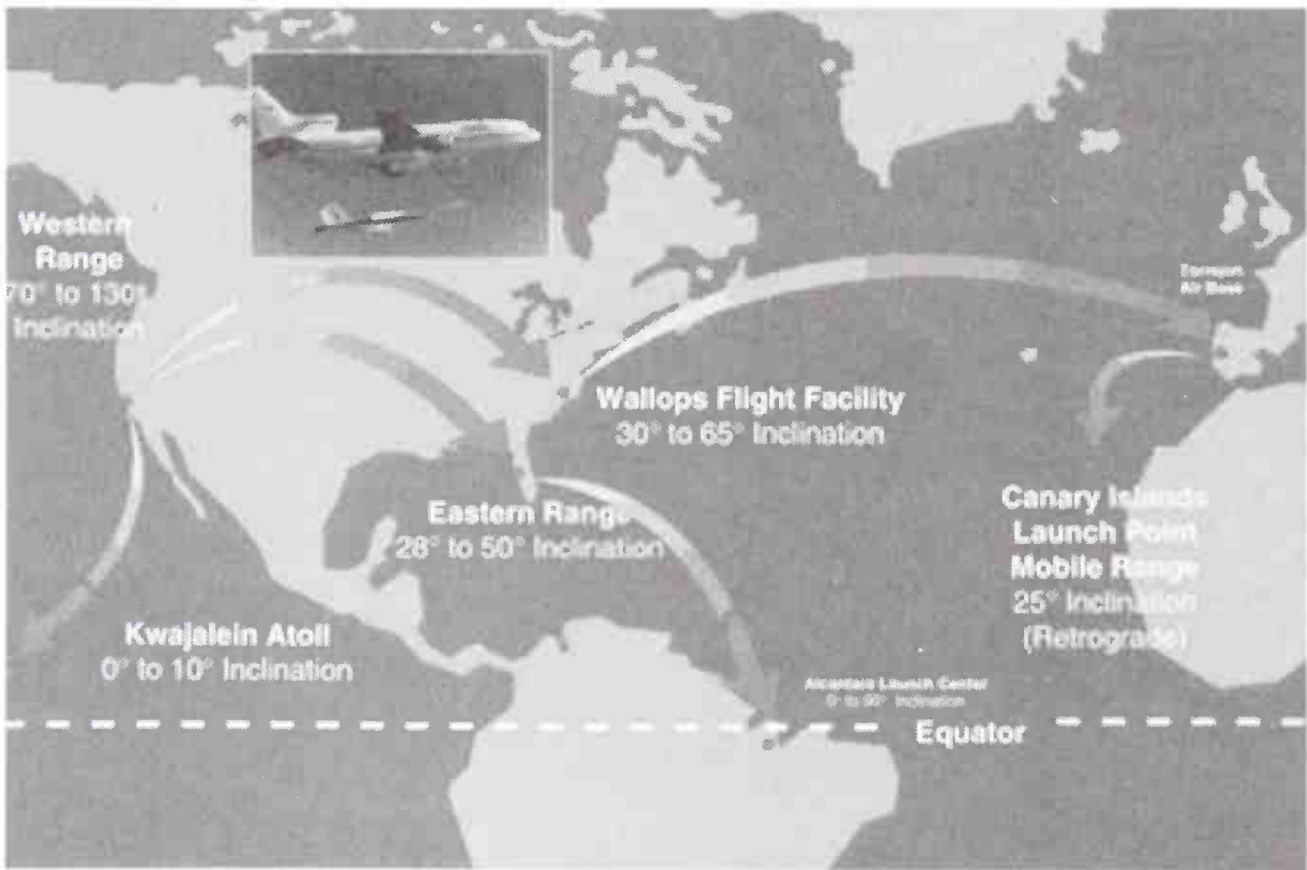 Western
Range
70° to 130°
Inclination
Torrejon
Air Base
Wallops Flight Facility
30° to 65° Inclination
Eastern Range
28° to 50° Inclination
Canary Islands
Launch Point
Mobile Range
25° Inclination
(Retrograde)
Kwajalein Atoll
0° to 10° Inclination
Alcantara Launch Center
0° to 90° Inclination
Equator